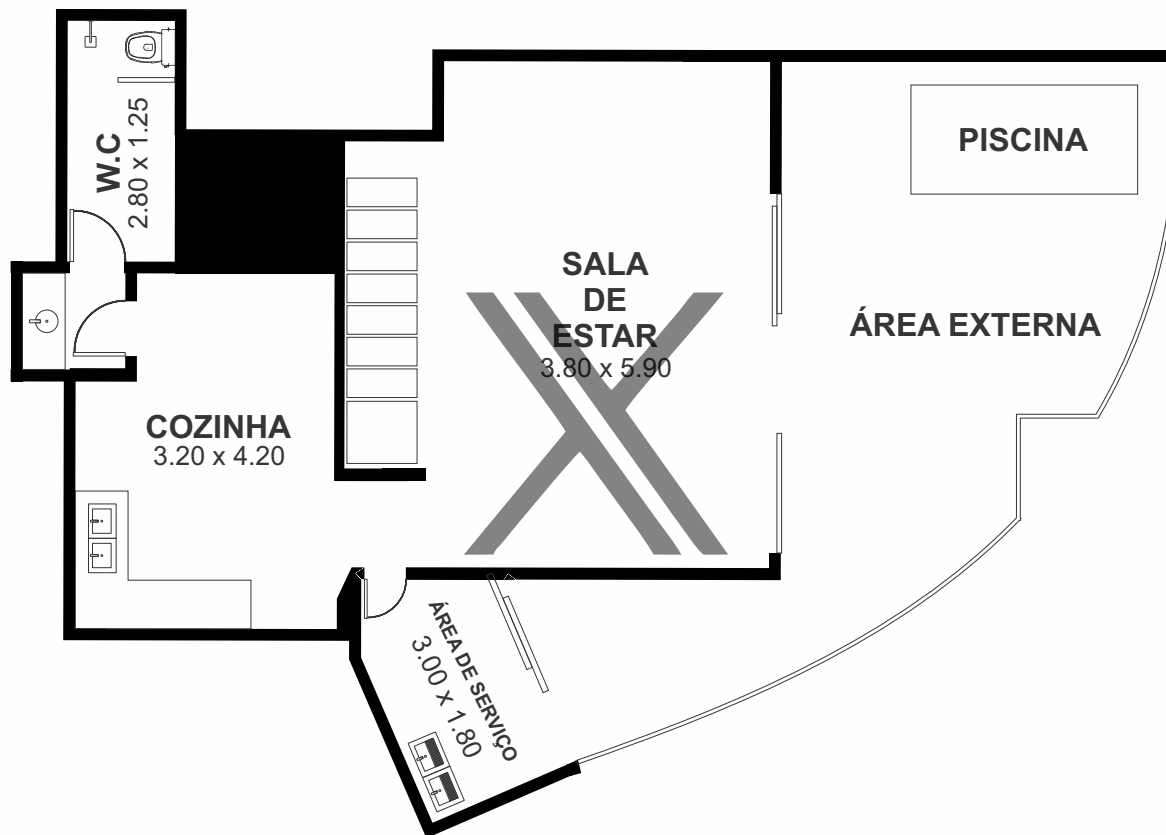 W.C
2.80 x 1.25
PISCINA
SALA
DE
ESTAR
3.80 x 5.90
ÁREA EXTERNA
COZINHA
3.20 x 4.20
ÁREA DE SERVIÇO
3.00 x 1.80